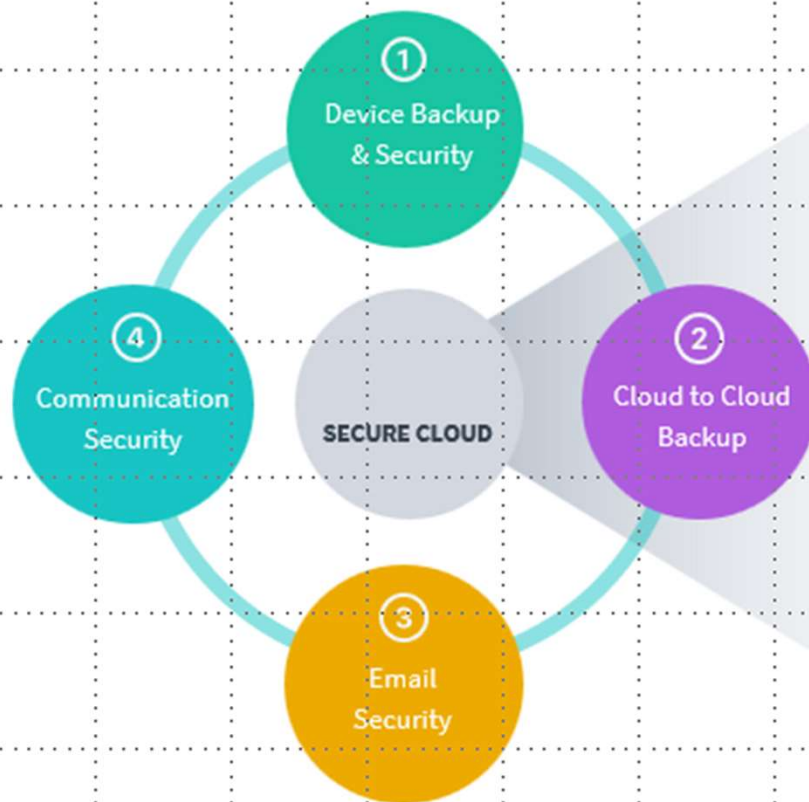 1
Device Backup
& Security
4
Communication
Security
SECURE CLOUD
2
Cloud to Cloud
Backup
3
Email
Security